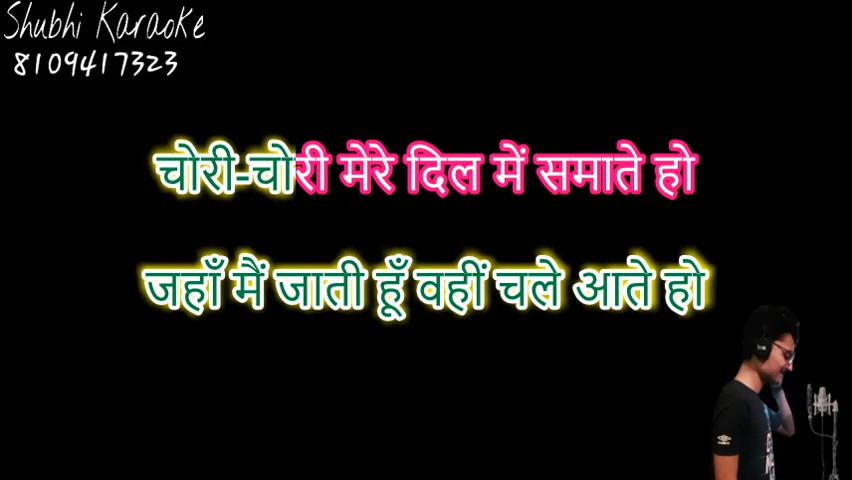 Shubhi Karaoke
8109417323
चोरी-चोरी मेरे दिल में समाते हो
जहाँ मैं जाती हूँ वहीं चले आते हो